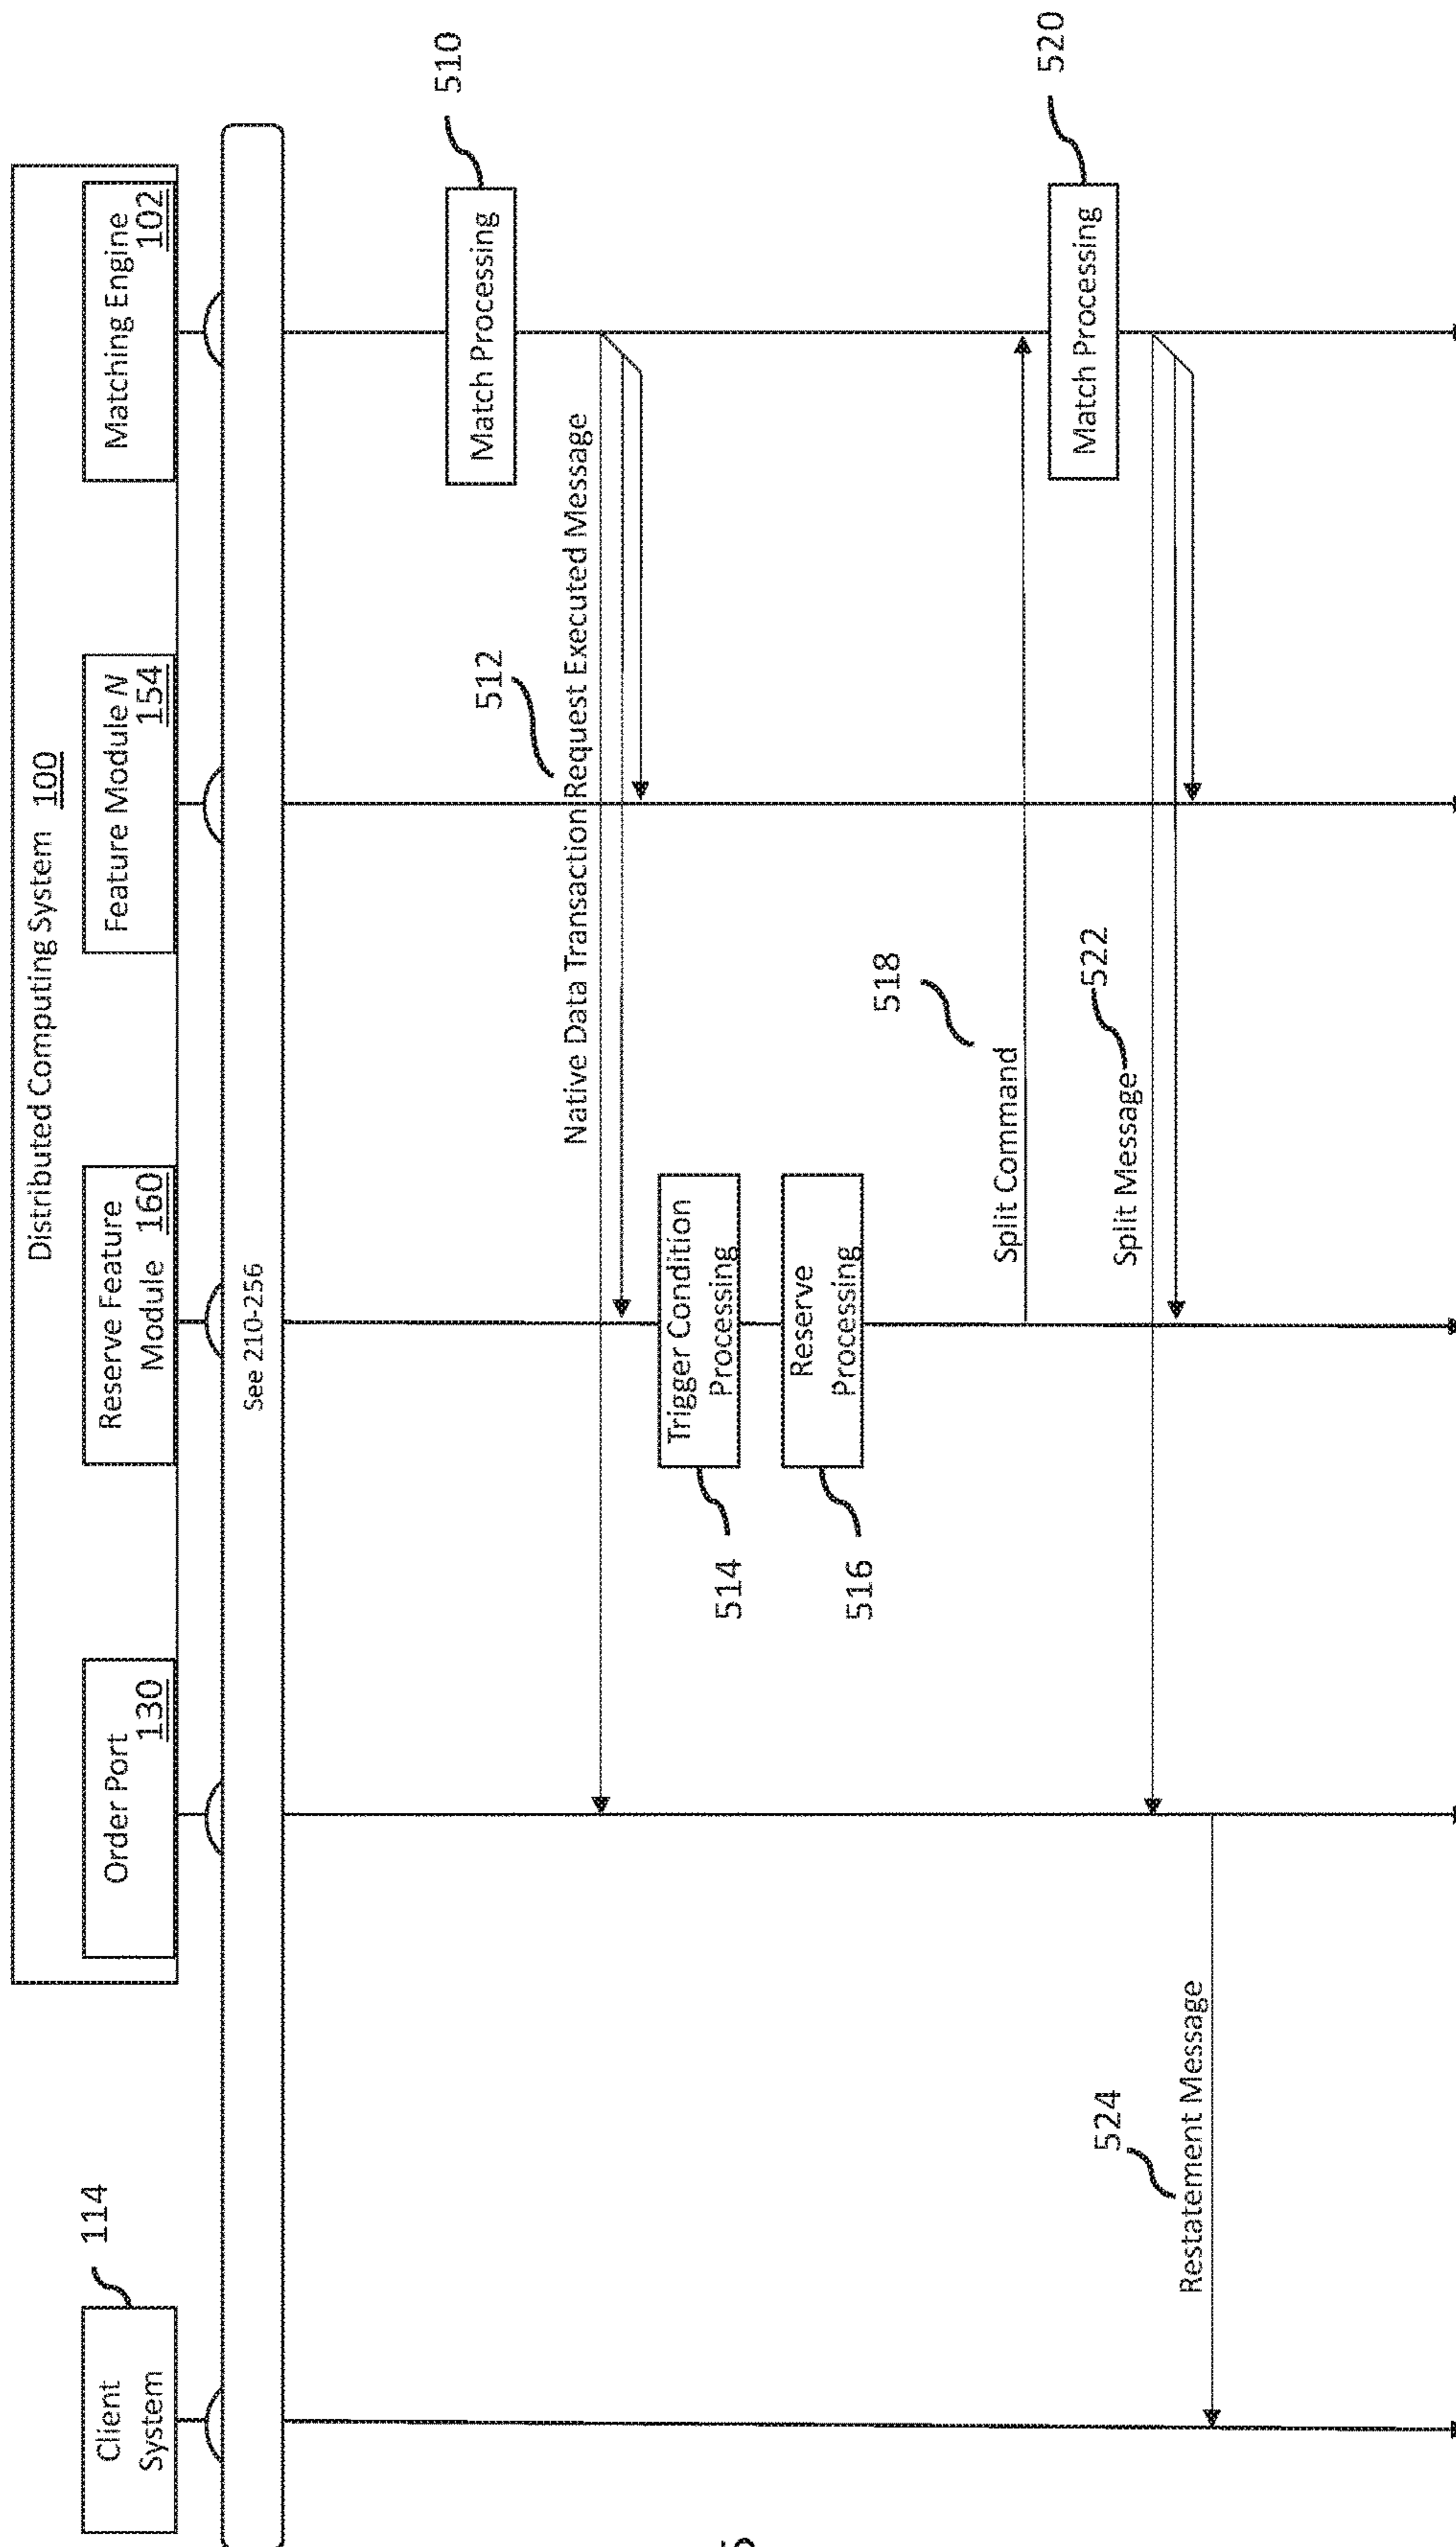 Distributed Computing System 100
Client
System
114
Order Port
130
Reserve Feature
Module 160
Feature Module N
154
Matching Engine
102
See 210-256
Match Processing
510
512
Native Data Transaction Request Executed Message
Trigger Condition
Processing
514
Reserve
Processing
516
518
Split Command
Match Processing
520
Split Message
522
524
Restatement Message